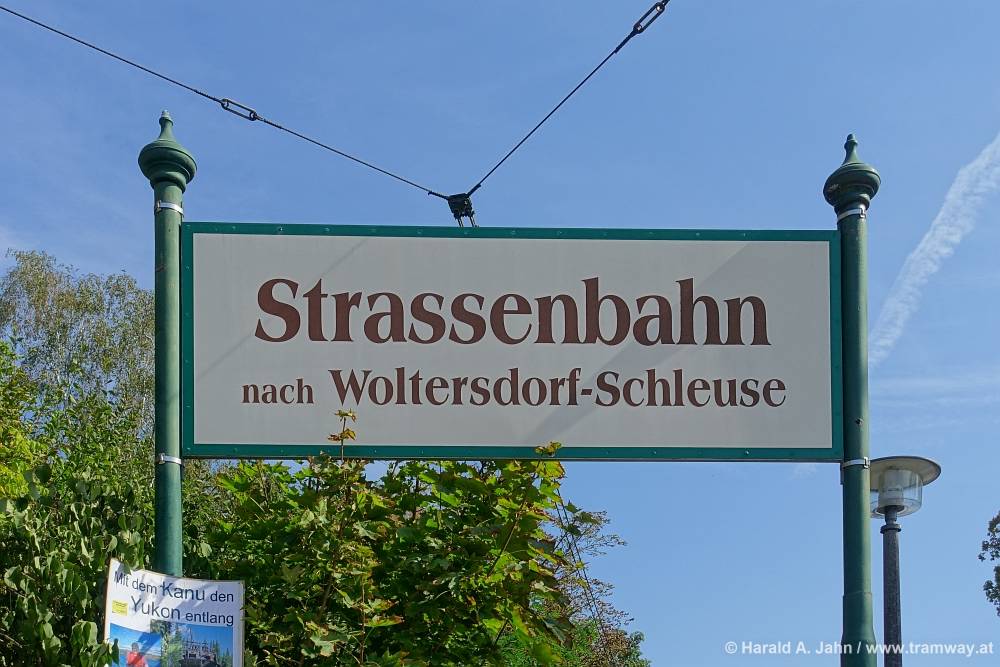 Strassenbahn
nach Woltersdorf-Schleuse
Mit dem Kanu den
Yukon entlang
© Harald A. Jahn / www.tramway.at